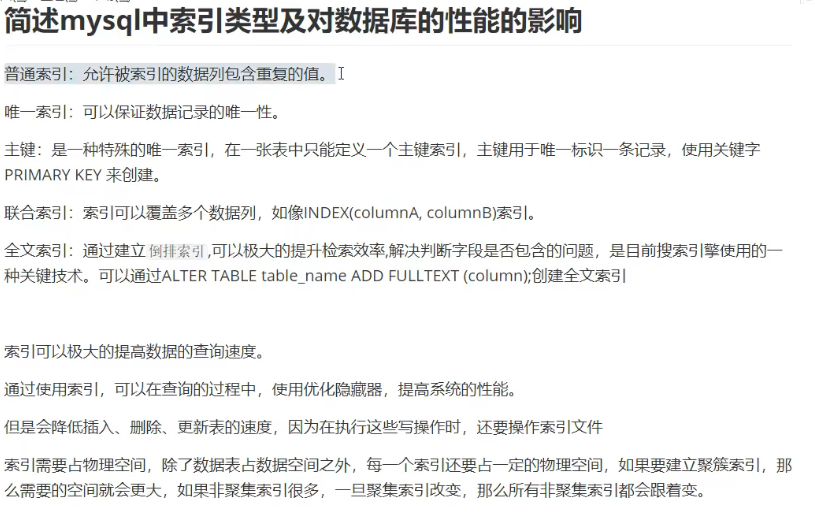 简述mysql中索引类型及对数据库的性能的影响
普通索引：允许被索引的数据列包含重复的值。
唯一索引：可以保证数据记录的唯一性。
主键：是一种特殊的唯一索引，在一张表中只能定义一个主键索引，主键用于唯一标识一条记录，使用关键字
PRIMARY KEY 来创建。
联合索引：索引可以覆盖多个数据列，如像INDEX(columnA, columnB)索引。
全文索引：通过建立 倒排索引,可以极大的提升检索效率,解决判断字段是否包含的问题，是目前搜索引擎使用的一
种关键技术。可以通过ALTER TABLE table_name ADD FULLTEXT (column);创建全文索引
索引可以极大的提高数据的查询速度。
通过使用索引，可以在查询的过程中，使用优化隐藏器，提高系统的性能。
但是会降低插入、删除、更新表的速度，因为在执行这些写操作时，还要操作索引文件
索引需要占物理空间，除了数据表占数据空间之外，每一个索引还要占一定的物理空间，如果要建立聚簇索引，那
么需要的空间就会更大，如果非聚集索引很多，一旦聚集索引改变，那么所有非聚集索引都会跟着变。